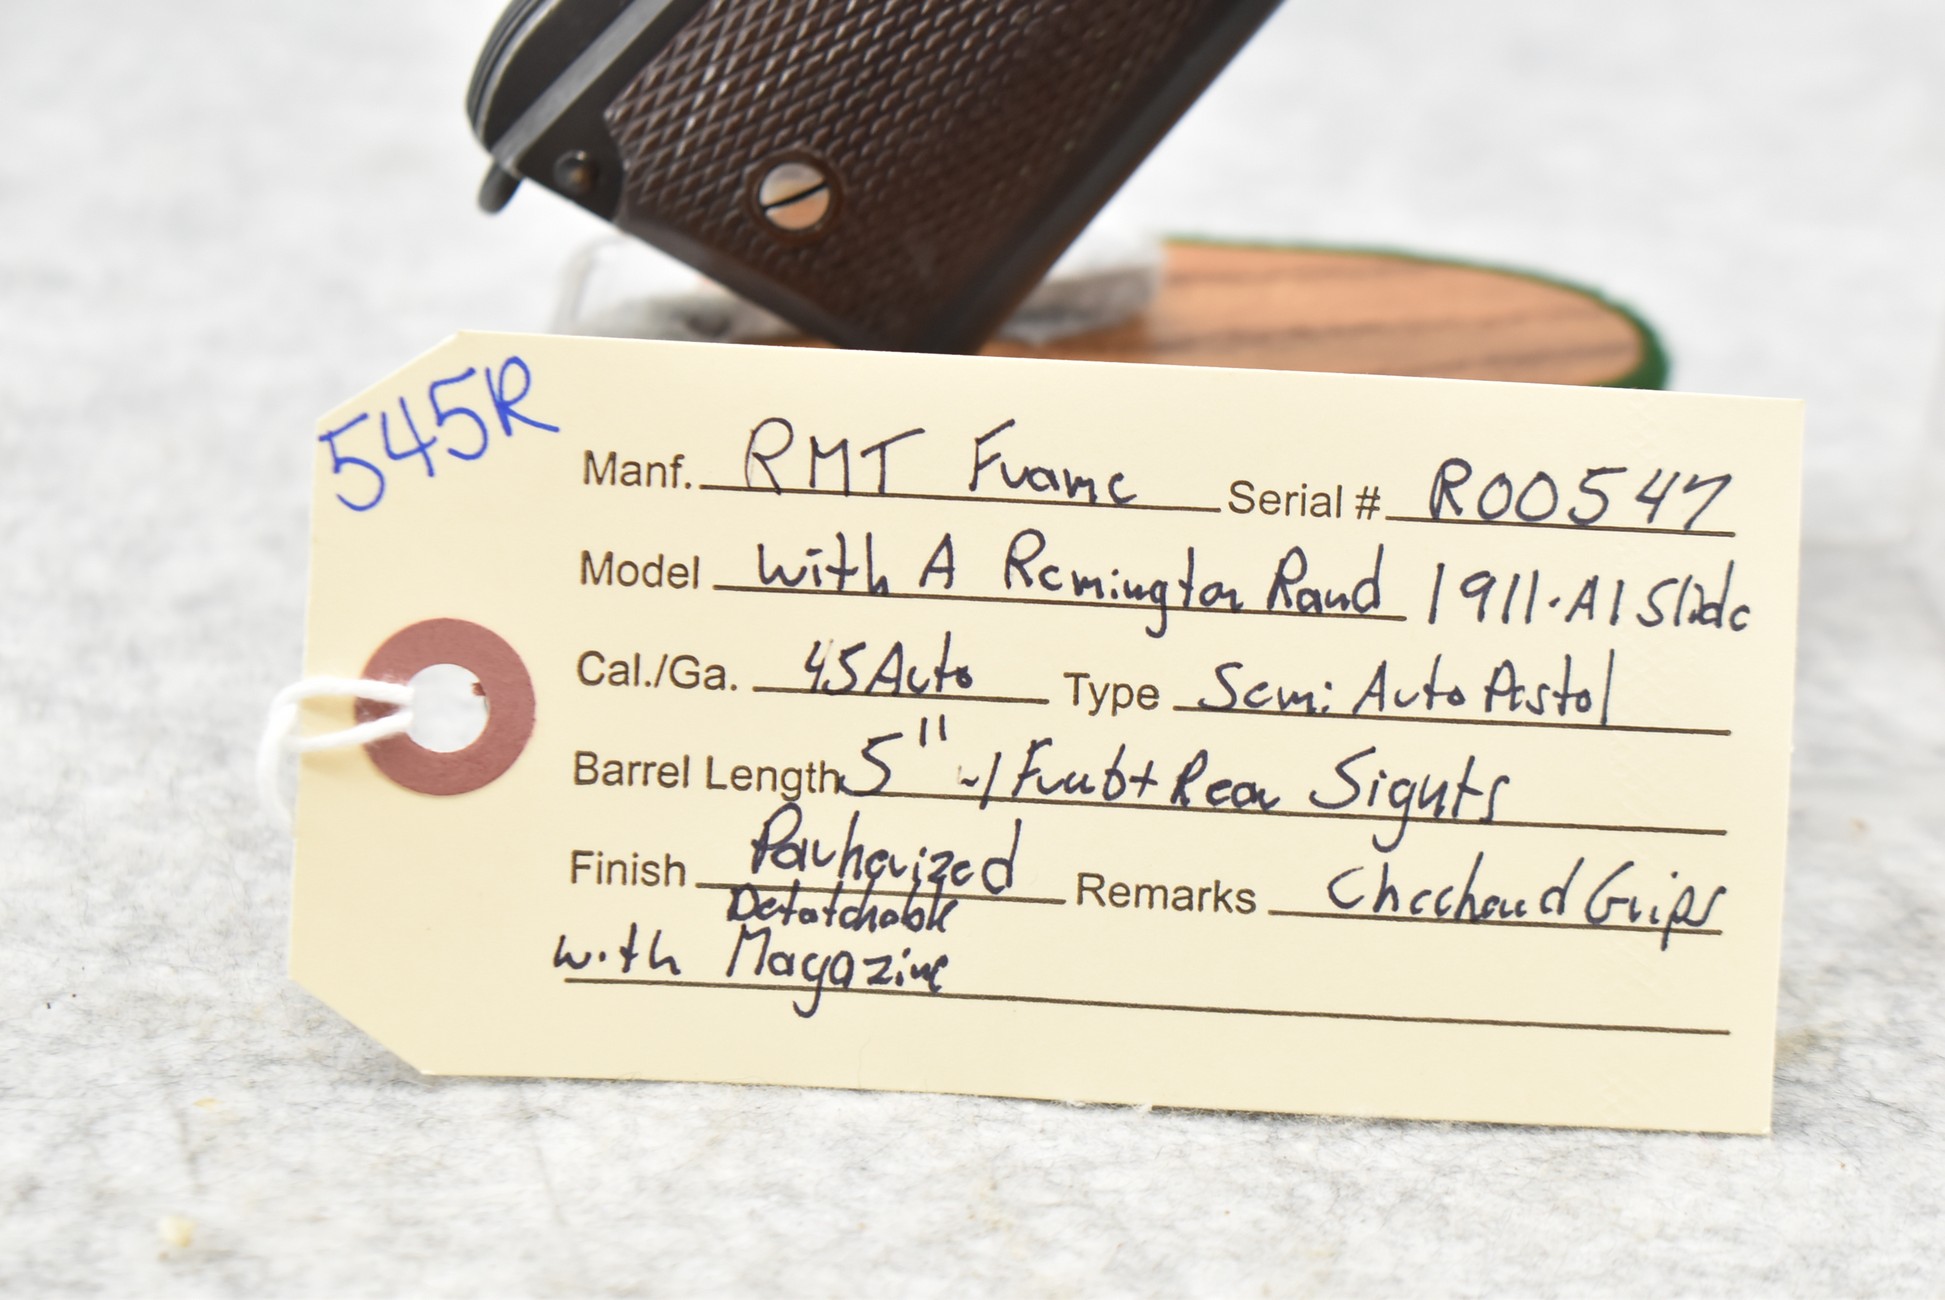 545R
Manf. RMT Frame Serial # R00547
Model with A Remington Rand 1911-A1 Slide
Cal./Ga. 45 Auto Type Semi Auto Pistol
Barrel Length 5" w/ Front + Rear Sights
Finish Parkerized Remarks Checkered Grips
Detatchable
with Magazine